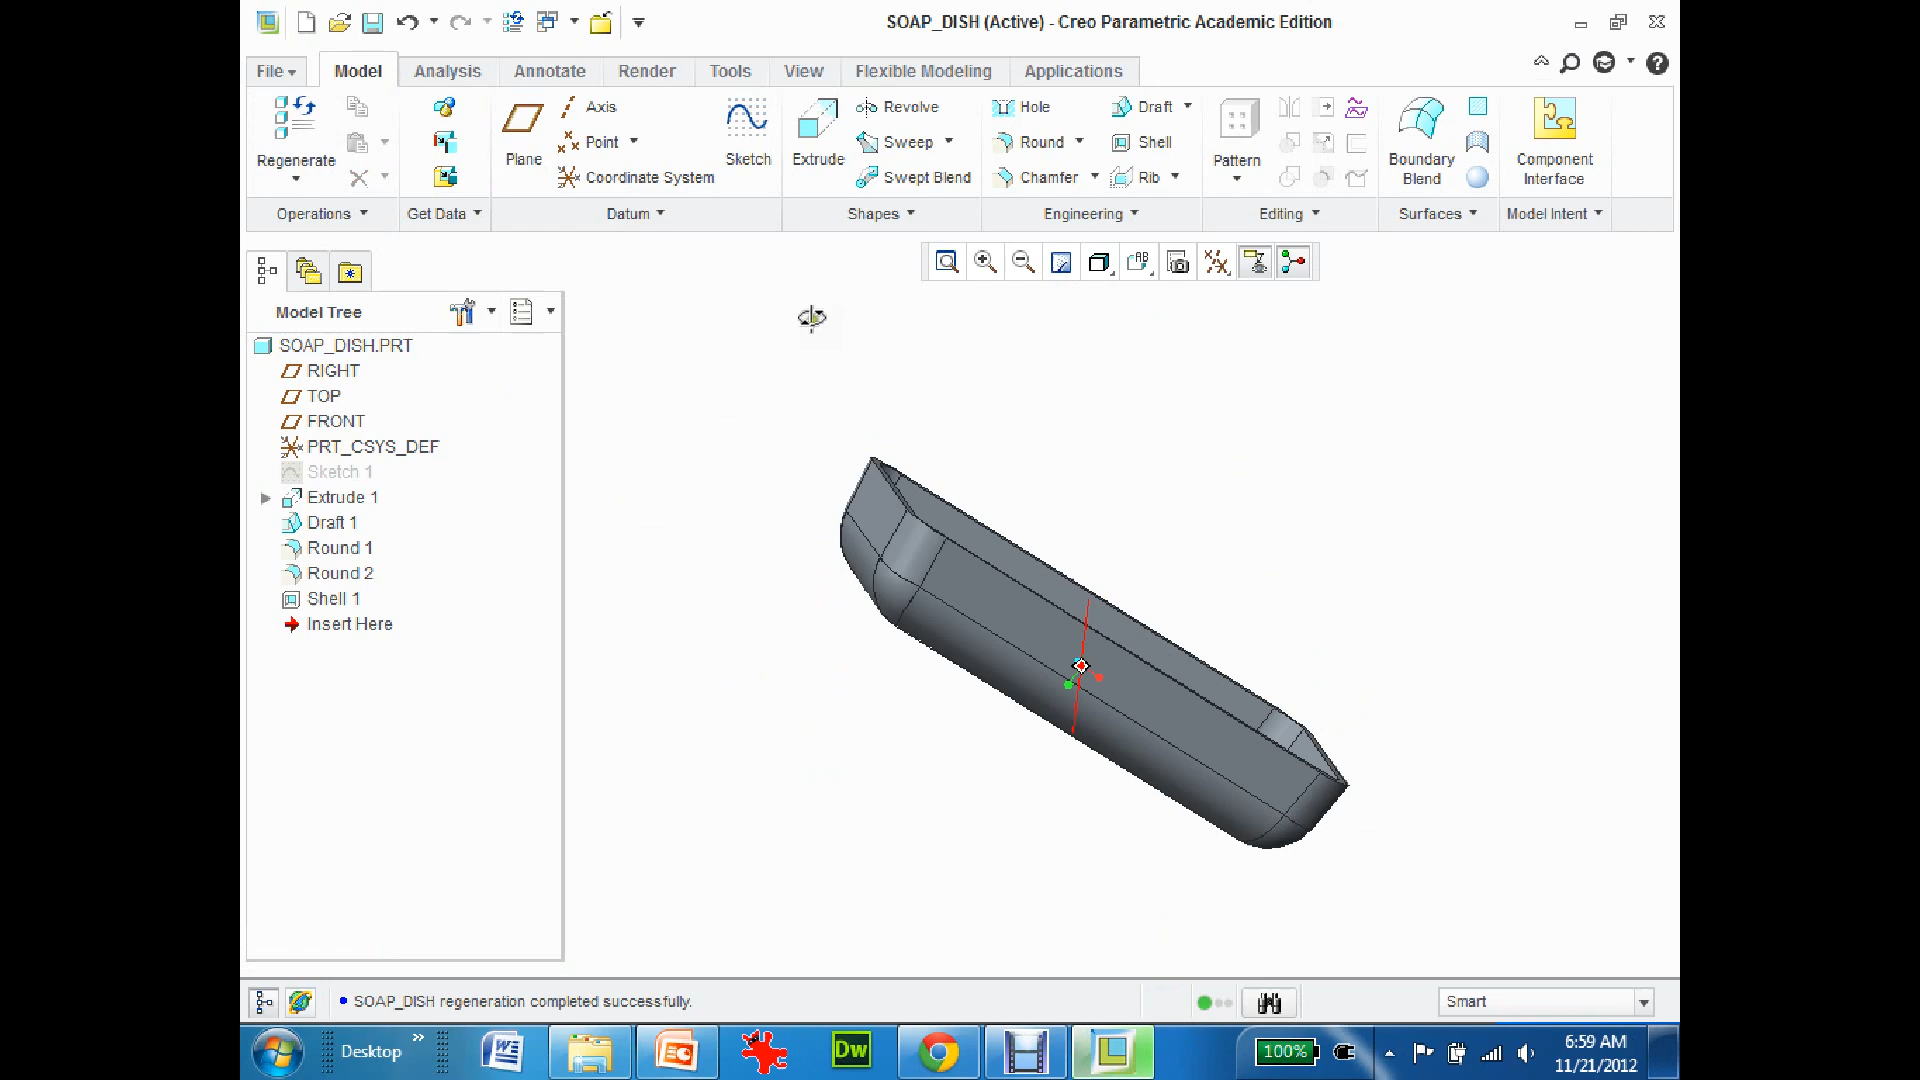 SOAP_DISH (Active) - Creo Parametric Academic Edition
File Model Analysis Annotate Render Tools View Flexible Modeling Applications
Axis Revolve Hole Draft
Point Sweep Round Shell
Regenerate Plane Sketch Extrude Pattern Boundary Blend Component Interface
Coordinate System Swept Blend Chamfer Rib
Operations Get Data Datum Shapes Engineering Editing Surfaces Model Intent
AB
Model Tree
SOAP_DISH.PRT
RIGHT
TOP
FRONT
PRT_CSYS_DEF
Sketch 1
Extrude 1
Draft 1
Round 1
Round 2
Shell 1
Insert Here
SOAP_DISH regeneration completed successfully.
Smart
Desktop
Dw
100%
6:59 AM
11/21/2012